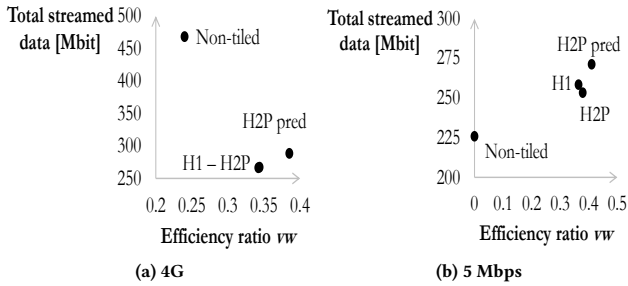 Total streamed
data [Mbit]
500
450
400
350
300
250
Non-tiled
H2P pred
H1 – H2P
0.2 0.25 0.3 0.35 0.4
Efficiency ratio vw
(a) 4G
Total streamed
data [Mbit]
300
275
250
225
200
H2P pred
H1
H2P
Non-tiled
0 0.1 0.2 0.3 0.4 0.5
Efficiency ratio vw
(b) 5 Mbps